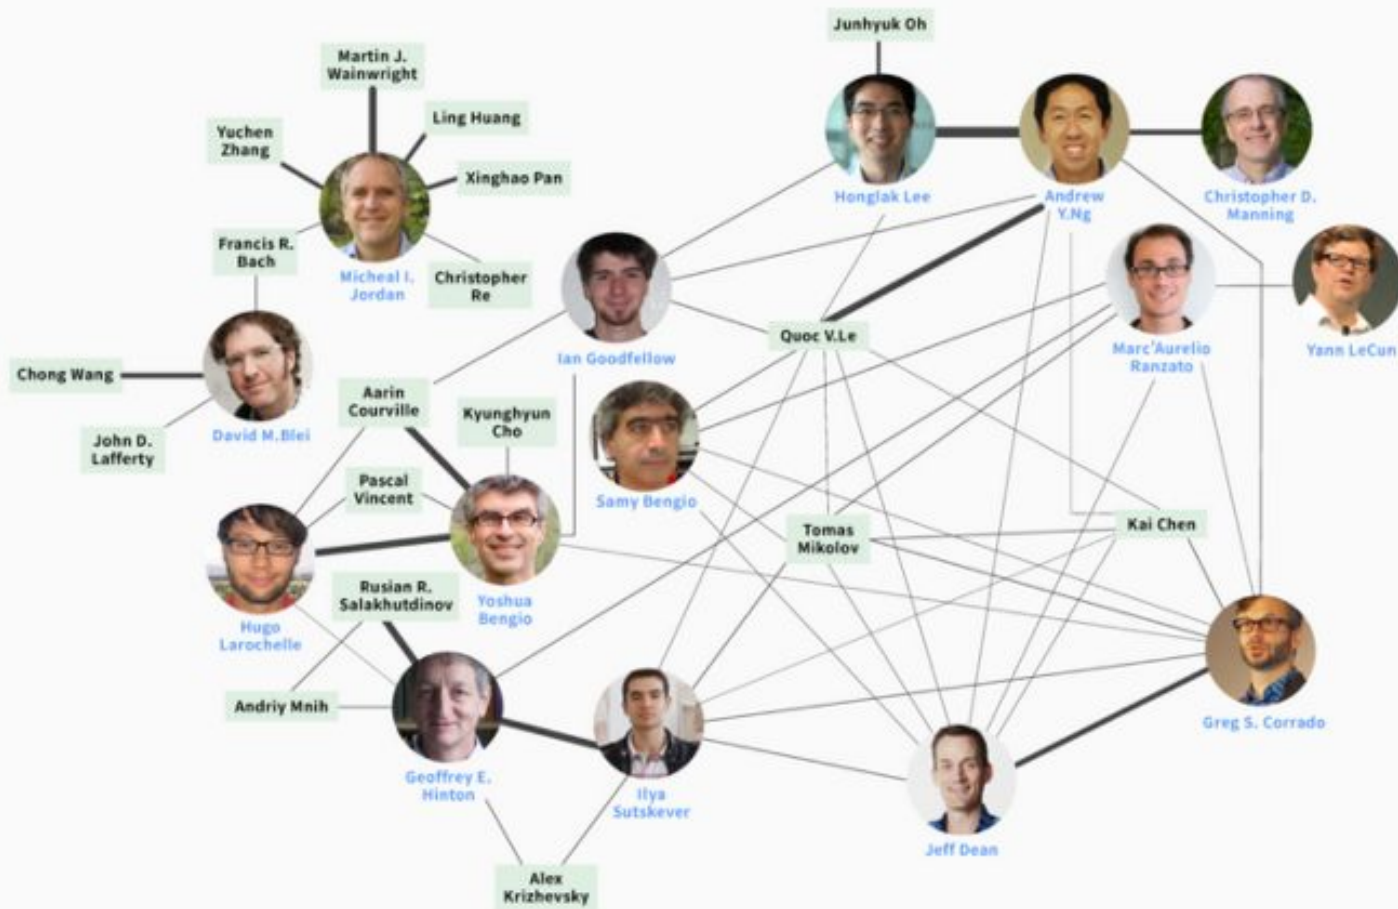 Junhyuk Oh
Martin J.
Wainwright
Ling Huang
Yuchen
Zhang
Xinghao Pan
Honglak Lee
Andrew
Y.Ng
Christopher D.
Manning
Francis R.
Bach
Micheal I.
Jordan
Christopher
Re
Ian Goodfellow
Quoc V.Le
Marc'Aurelio
Ranzato
Yann LeCun
Chong Wang
David M.Blei
John D.
Lafferty
Aarin
Courville
Kyunghyun
Cho
Samy Bengio
Pascal
Vincent
Tomas
Mikolov
Kai Chen
Rusian R.
Salakhutdinov
Yoshua
Bengio
Hugo
Larochelle
Andriy Mnih
Greg S. Corrado
Geoffrey E.
Hinton
Ilya
Sutskever
Jeff Dean
Alex
Krizhevsky